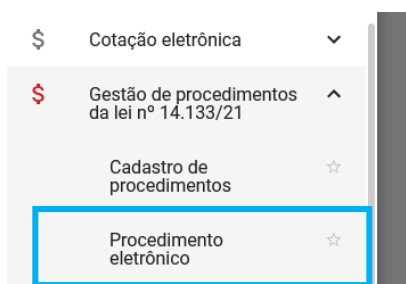 $ Cotação eletrônica
$ Gestão de procedimentos
da lei nº 14.133/21
Cadastro de
procedimentos
Procedimento
eletrônico